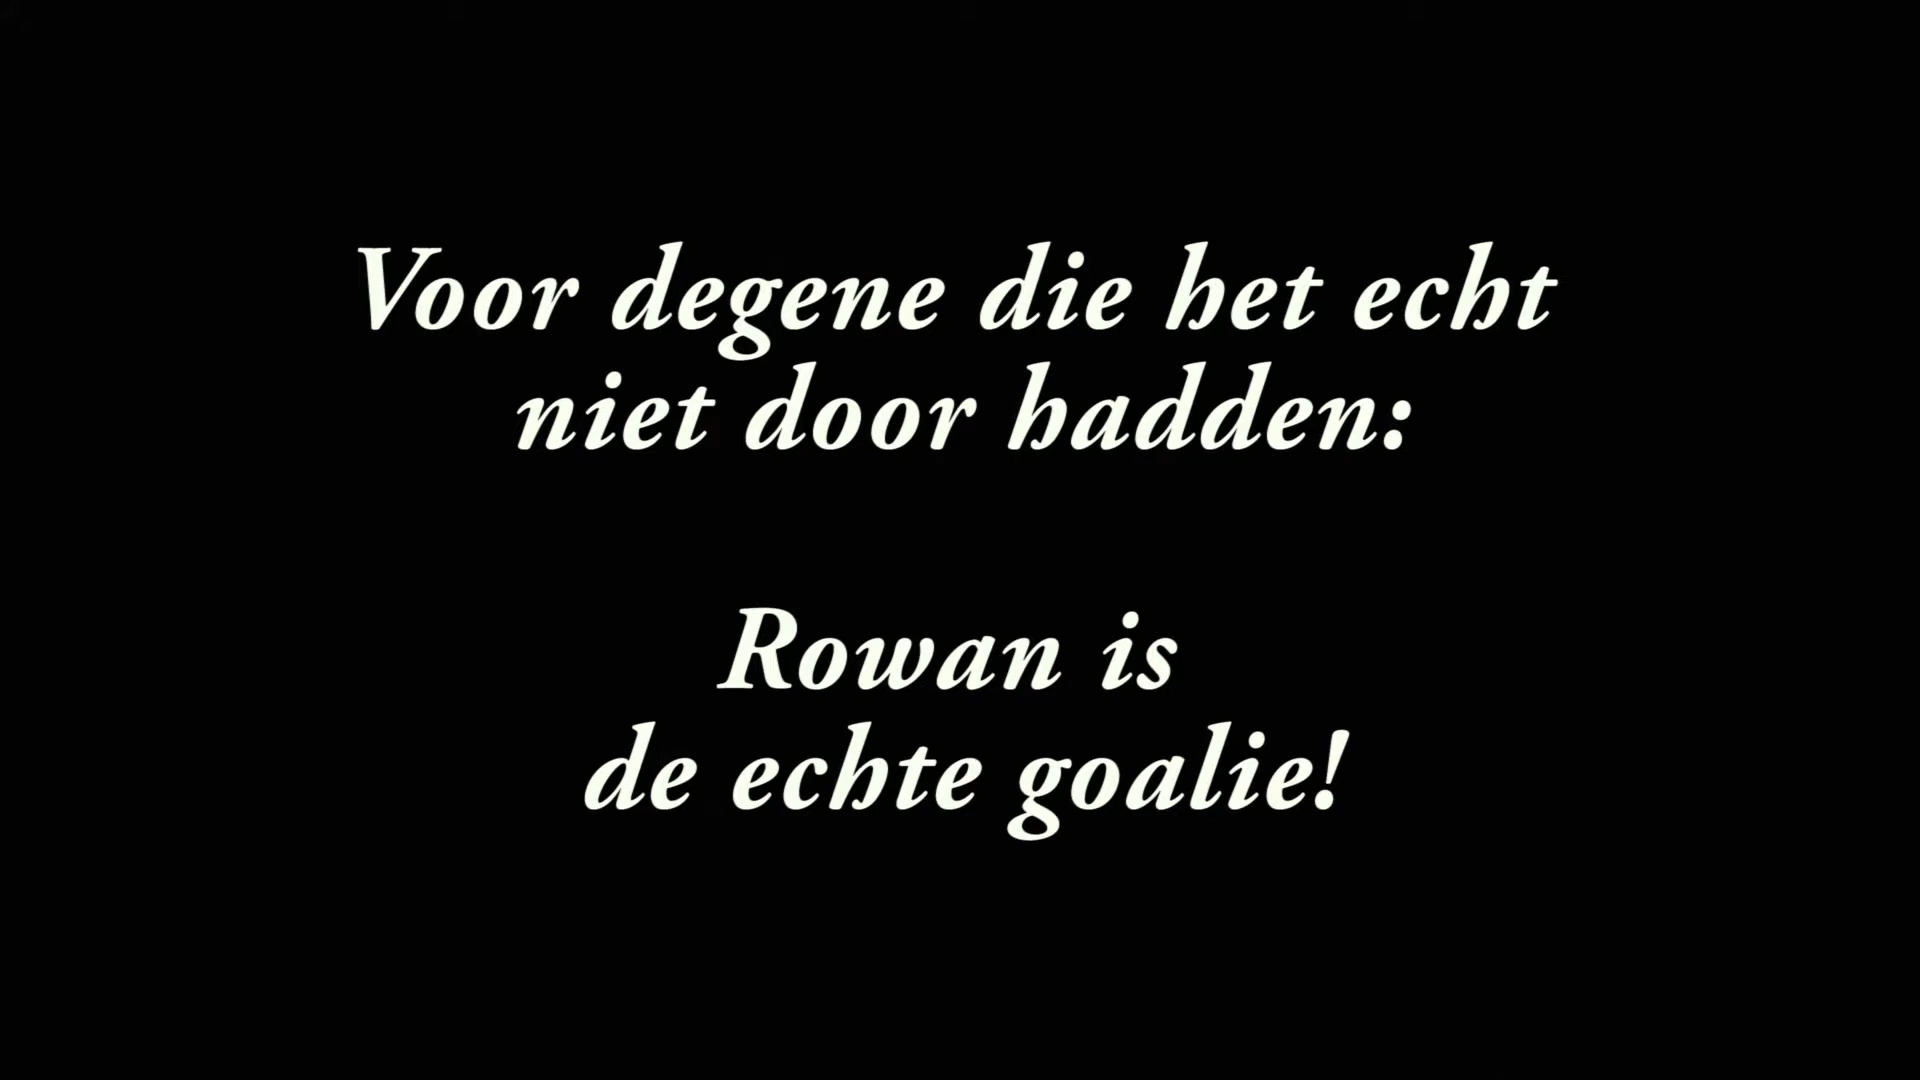 Voor degene die het echt
niet door hadden:
Rowan is
de echte goalie!